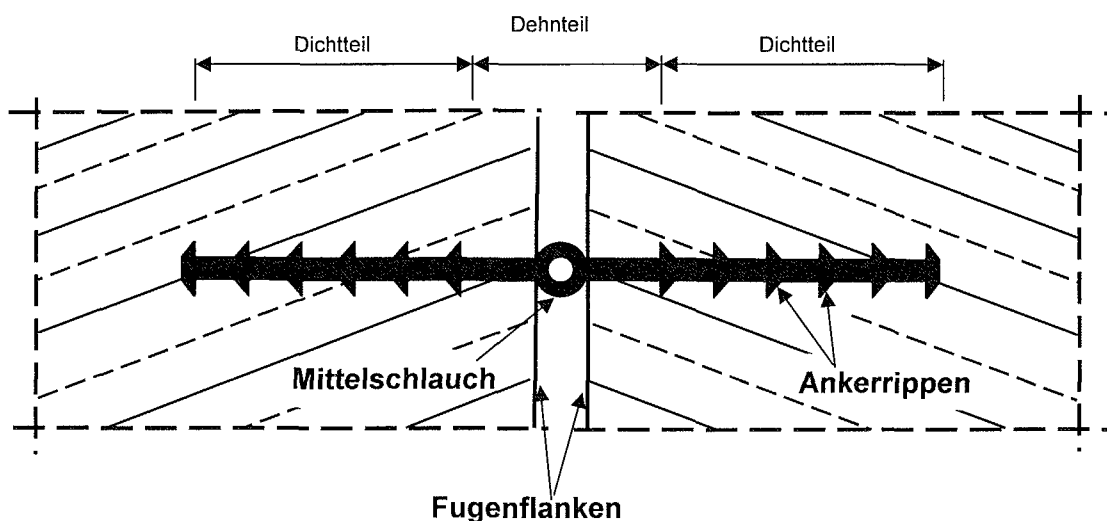 Dehnteil
Dichtteil
Dichtteil
Mittelschlauch
Ankerrippen
Fugenflanken